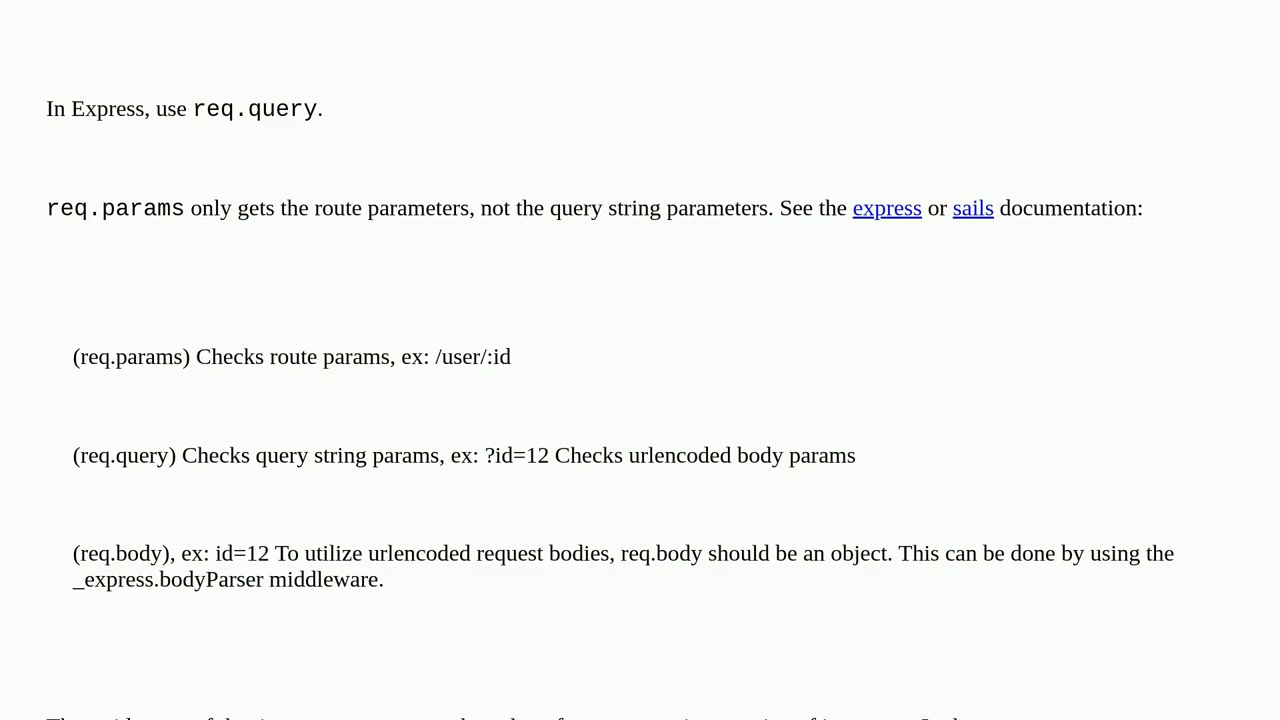 In Express, use req.query.
req.params only gets the route parameters, not the query string parameters. See the express or sails documentation:
(req.params) Checks route params, ex: /user/:id
(req.query) Checks query string params, ex: ?id=12 Checks urlencoded body params
(req.body), ex: id=12 To utilize urlencoded request bodies, req.body should be an object. This can be done by using the
_express.bodyParser middleware.